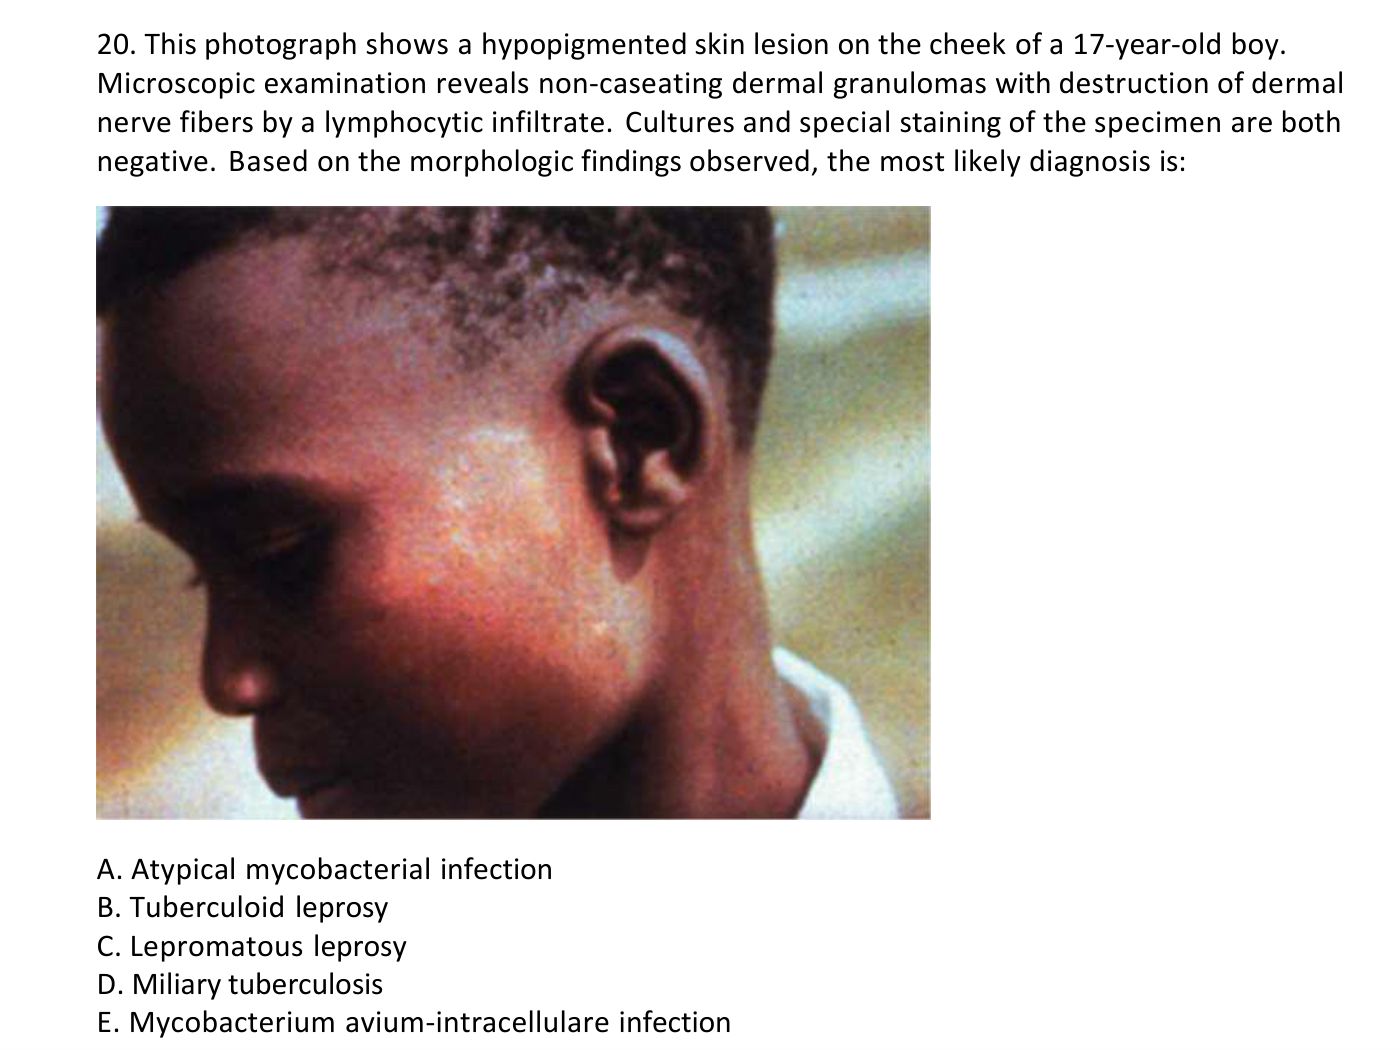 20. This photograph shows a hypopigmented skin lesion on the cheek of a 17-year-old boy.
Microscopic examination reveals non-caseating dermal granulomas with destruction of dermal
nerve fibers by a lymphocytic infiltrate. Cultures and special staining of the specimen are both
negative. Based on the morphologic findings observed, the most likely diagnosis is:
A. Atypical mycobacterial infection
B. Tuberculoid leprosy
C. Lepromatous leprosy
D. Miliary tuberculosis
E. Mycobacterium avium-intracellulare infection